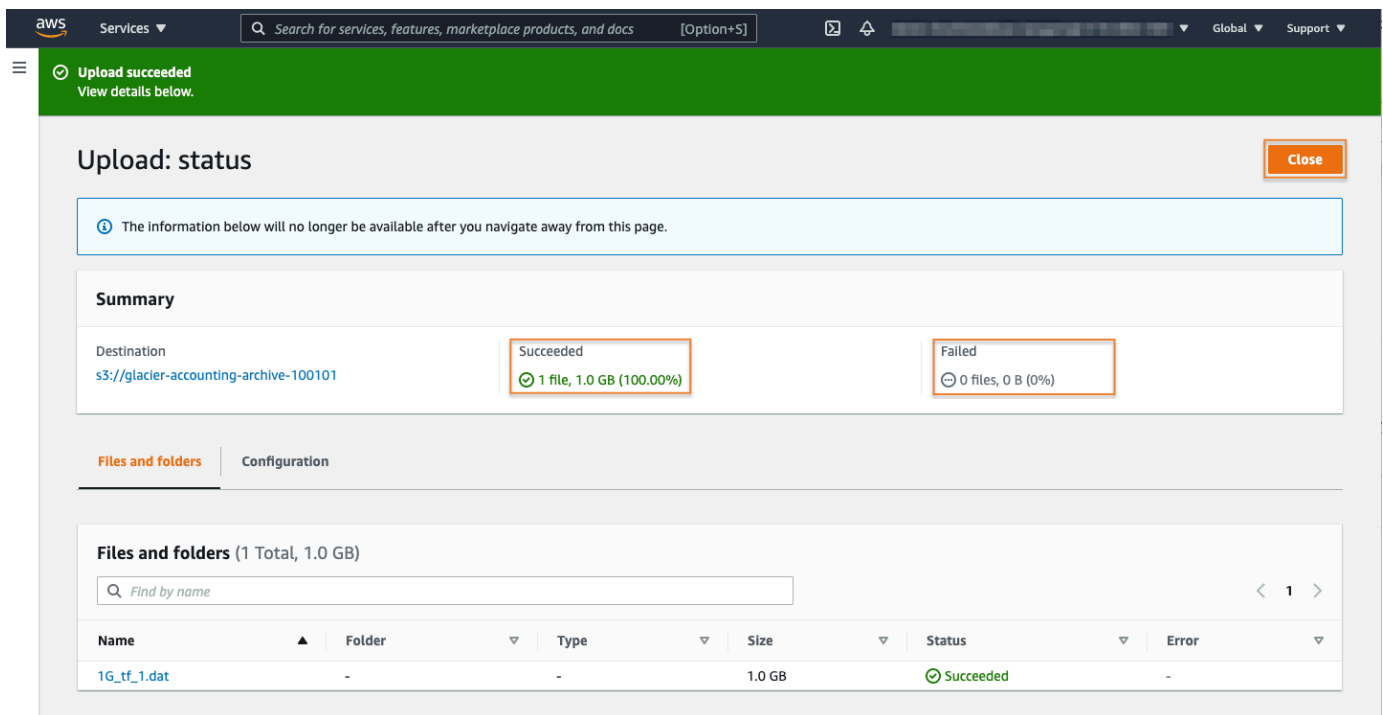 aws Services ▼ Search for services, features, marketplace products, and docs [Option+S] Global ▼ Support ▼
Upload succeeded
View details below.
Upload: status Close
The information below will no longer be available after you navigate away from this page.
Summary
Destination Succeeded Failed
s3://glacier-accounting-archive-100101 1 file, 1.0 GB (100.00%) 0 files, 0 B (0%)
Files and folders Configuration
Files and folders (1 Total, 1.0 GB)
Find by name < 1 >
Name Folder Type Size Status Error
1G_tf_1.dat - - 1.0 GB Succeeded -